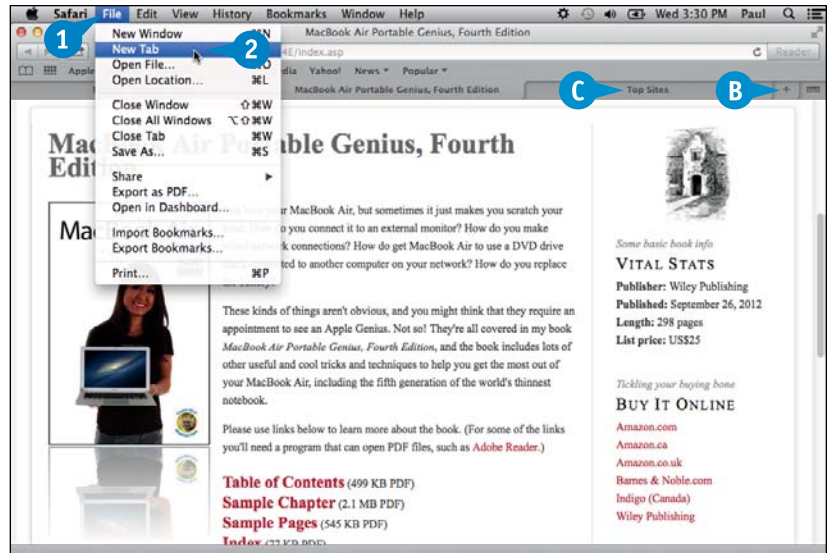 Safari File Edit View History Bookmarks Window Help Wed 3:30 PM Paul
1
New Window ⌘N
MacBook Air Portable Genius, Fourth Edition
New Tab
2
4E/index.asp
Reader
Open File... ⌘O
Apple
Yahoo! News ▾ Popular ▾
Open Location... ⌘L
MacBook Air Portable Genius, Fourth Edition
C
Top Sites
B
+
Close Window ⇧⌘W
Close All Windows ⌥⇧⌘W
Close Tab ⌘W
Save As... ⌘S
Share ▶
Export as PDF...
Open in Dashboard...
Import Bookmarks...
Export Bookmarks...
Print... ⌘P
Genius, Fourth
MacBook Air, but sometimes it just makes you scratch your
you connect it to an external monitor? How do you make
connections? How do get MacBook Air to use a DVD drive
to another computer on your network? How do you replace
These kinds of things aren't obvious, and you might think that they require an
appointment to see an Apple Genius. Not so! They're all covered in my book
MacBook Air Portable Genius, Fourth Edition, and the book includes lots of
other useful and cool tricks and techniques to help you get the most out of
your MacBook Air, including the fifth generation of the world's thinnest
notebook.
Please use links below to learn more about the book. (For some of the links
you'll need a program that can open PDF files, such as Adobe Reader.)
Table of Contents (499 KB PDF)
Sample Chapter (2.1 MB PDF)
Sample Pages (545 KB PDF)
Index (77 KB PDF)
Some basic book info
VITAL STATS
Publisher: Wiley Publishing
Published: September 26, 2012
Length: 298 pages
List price: US$25
Tickling your buying bone
BUY IT ONLINE
Amazon.com
Amazon.ca
Amazon.co.uk
Barnes & Noble.com
Indigo (Canada)
Wiley Publishing